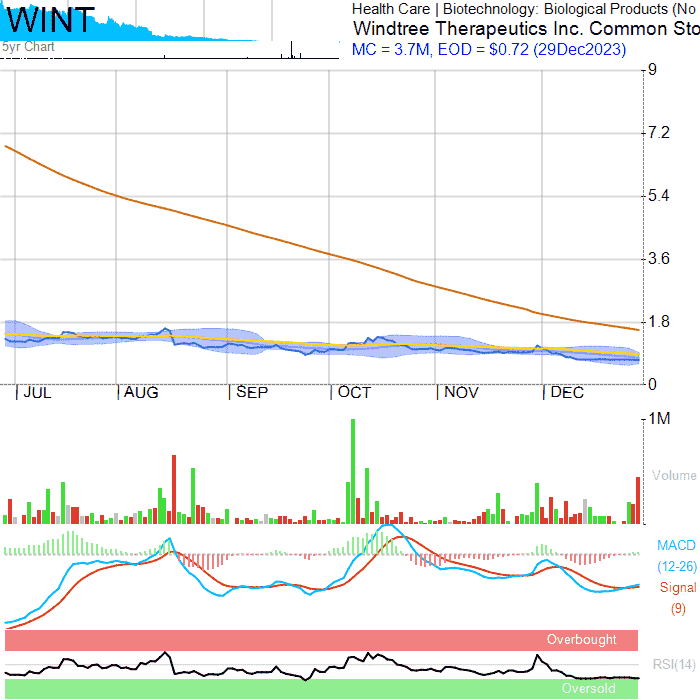 WINT
5yr Chart
Health Care | Biotechnology: Biological Products (No
Windtree Therapeutics Inc. Common Sto
MC = 3.7M, EOD = $0.72 (29Dec2023)
9
7.2
5.4
3.6
1.8
0
JUL AUG SEP OCT NOV DEC
1M
Volume
MACD
(12-26)
Signal
(9)
Overbought
RSI(14)
Oversold